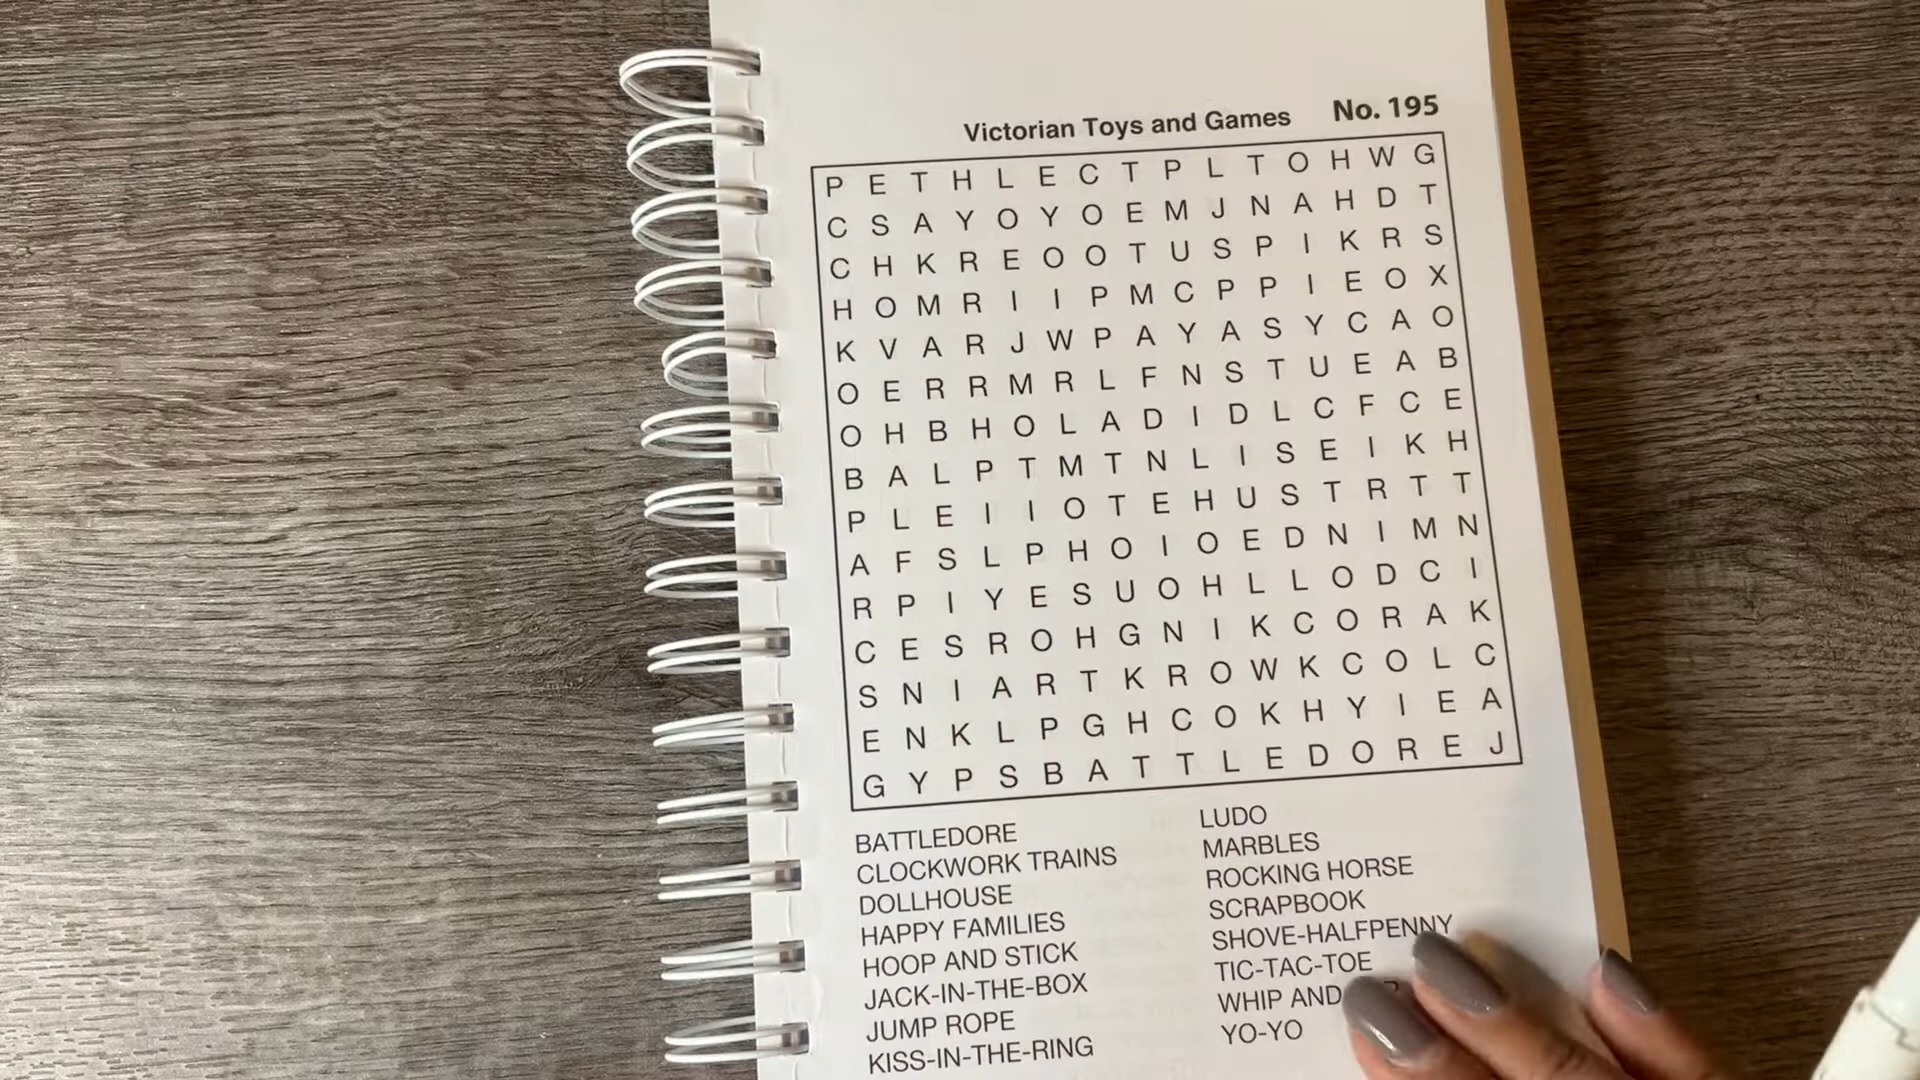 Victorian Toys and Games No. 195
P E T H L E C T P L T O H W G
C S A Y O Y O E M J N A H D T
C H K R E O O T U S P I K R S
H O M R I I P M C P P I E O X
K V A R J W P A Y A S Y C A O
O E R R M R L F N S T U E A B
O H B H O L A D I D L C F C E
B A L P T M T N L I S E I K H
P L E I I O T E H U S T R T T
A F S L P H O I O E D N I M N
R P I Y E S U O H L L O D C I
C E S R O H G N I K C O R A K
S N I A R T K R O W K C O L C
E N K L P G H C O K H Y I E A
G Y P S B A T T L E D O R E J
BATTLEDORE
CLOCKWORK TRAINS
DOLLHOUSE
HAPPY FAMILIES
HOOP AND STICK
JACK-IN-THE-BOX
JUMP ROPE
KISS-IN-THE-RING
LUDO
MARBLES
ROCKING HORSE
SCRAPBOOK
SHOVE-HALFPENNY
TIC-TAC-TOE
WHIP AND
YO-YO